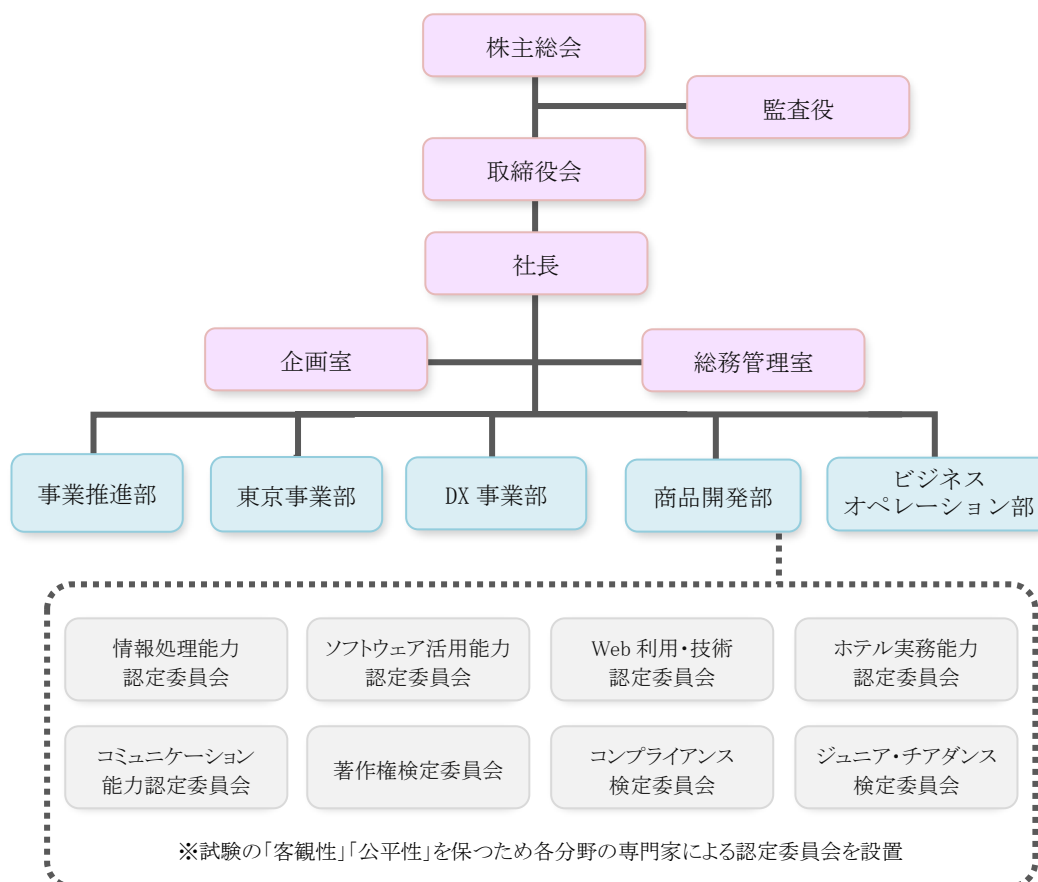 株主総会
監査役
取締役会
社長
企画室
総務管理室
事業推進部
東京事業部
DX 事業部
商品開発部
ビジネス
オペレーション部
情報処理能力
認定委員会
ソフトウェア活用能力
認定委員会
Web 利用・技術
認定委員会
ホテル実務能力
認定委員会
コミュニケーション
能力認定委員会
著作権検定委員会
コンプライアンス
検定委員会
ジュニア・チアダンス
検定委員会
※試験の「客観性」「公平性」を保つため各分野の専門家による認定委員会を設置